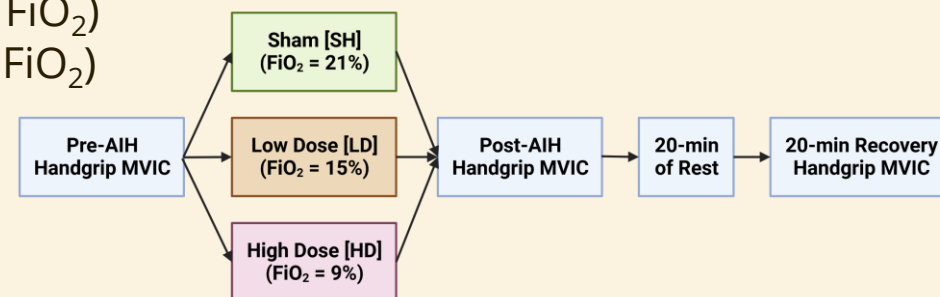 FiO₂)
FiO₂)
Sham [SH]
(FiO₂ = 21%)
Pre-AIH
Handgrip MVIC
Low Dose [LD]
(FiO₂ = 15%)
High Dose [HD]
(FiO₂ = 9%)
Post-AIH
Handgrip MVIC
20-min
of Rest
20-min Recovery
Handgrip MVIC